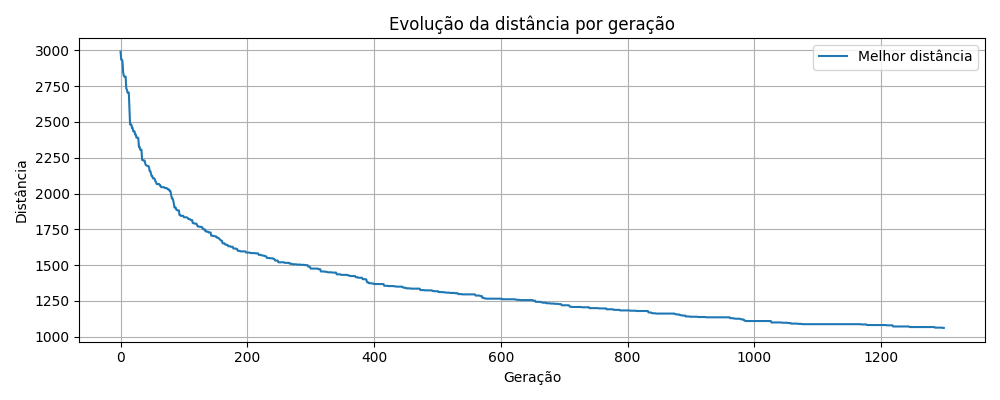 Evolução da distância por geração
Melhor distância
Distância
3000
2750
2500
2250
2000
1750
1500
1250
1000
0 200 400 600 800 1000 1200
Geração